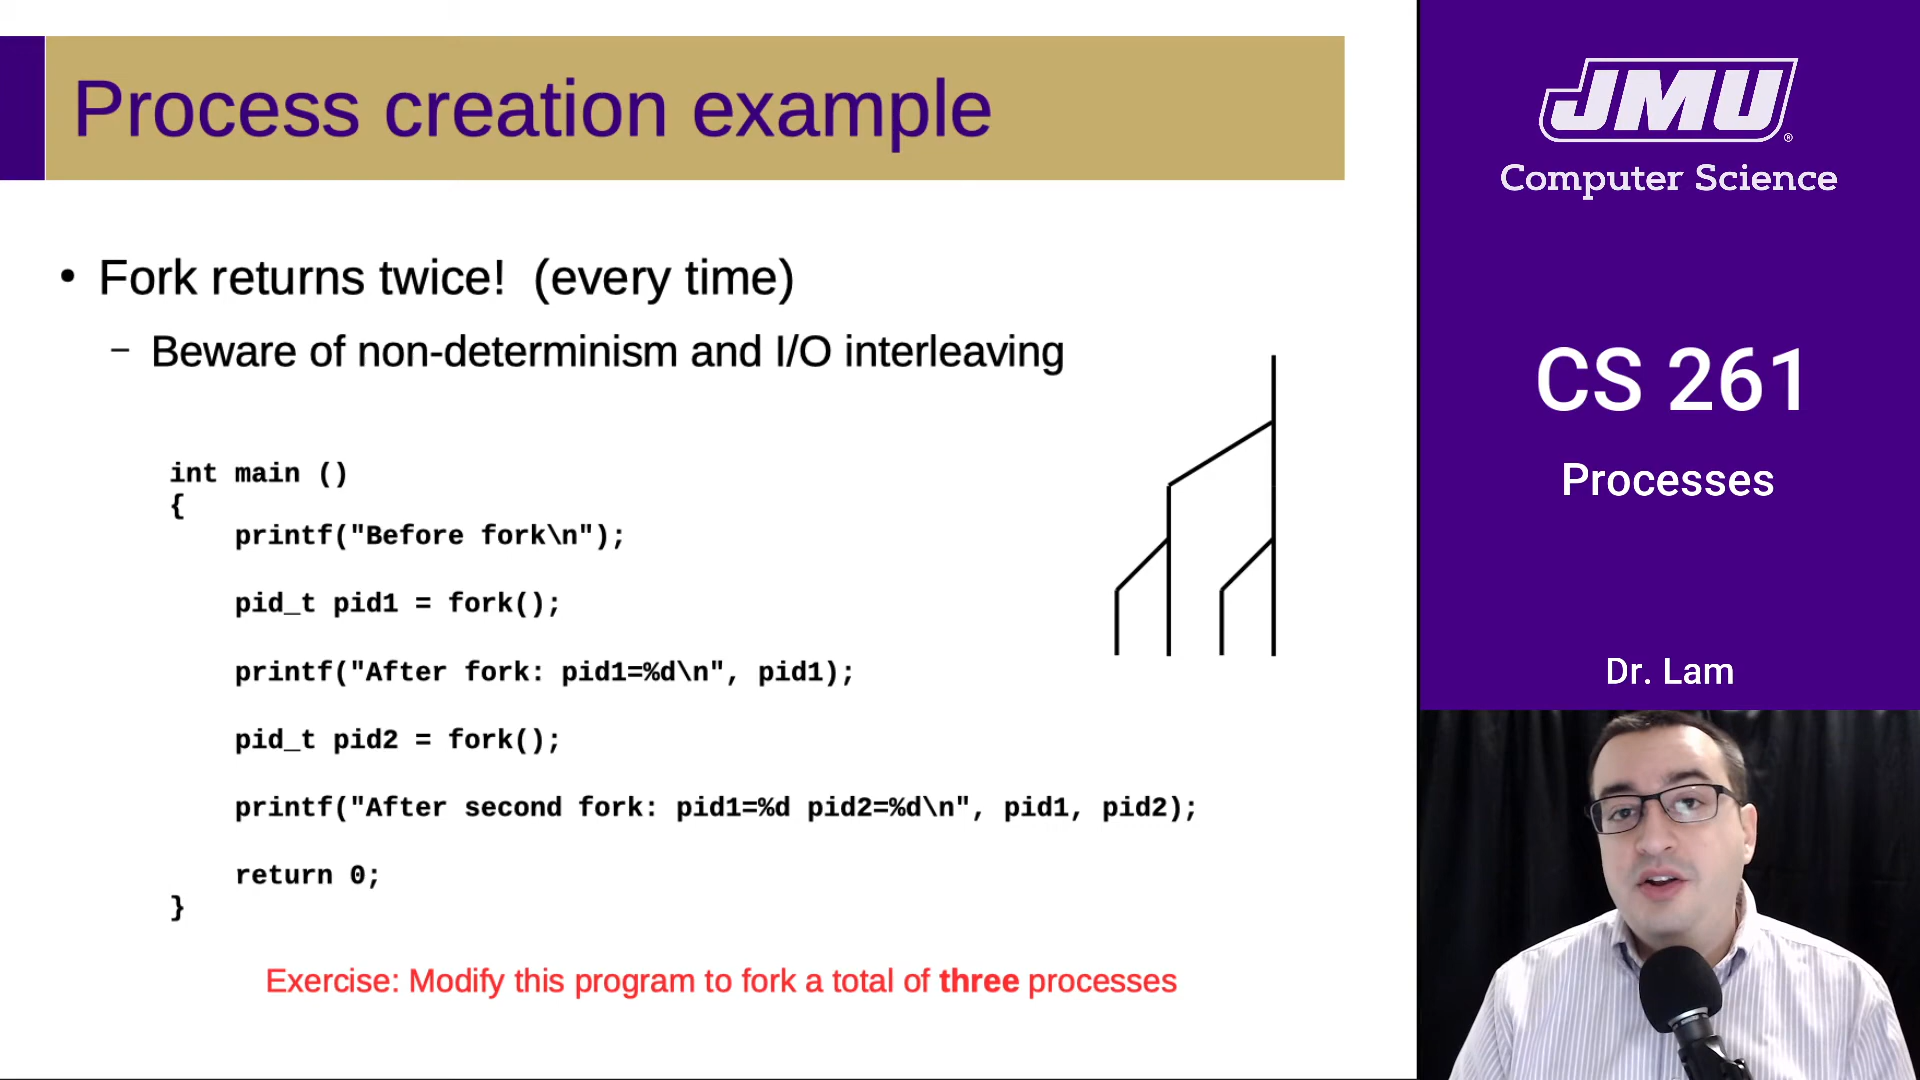 Process creation example
• Fork returns twice!  (every time)
– Beware of non-determinism and I/O interleaving
int main ()
{
    printf("Before fork\n");
    pid_t pid1 = fork();
    printf("After fork: pid1=%d\n", pid1);
    pid_t pid2 = fork();
    printf("After second fork: pid1=%d pid2=%d\n", pid1, pid2);
    return 0;
}
Exercise: Modify this program to fork a total of three processes
JMU®
Computer Science
CS 261
Processes
Dr. Lam